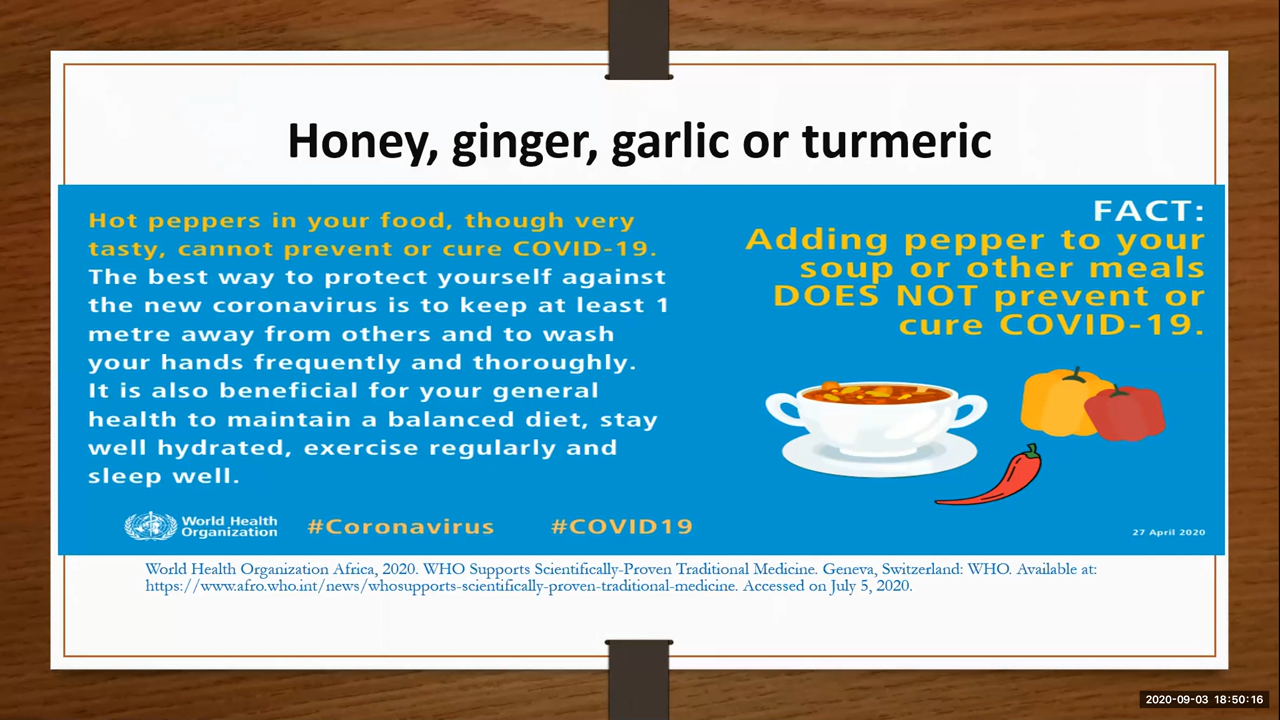 Honey, ginger, garlic or turmeric
Hot peppers in your food, though very
tasty, cannot prevent or cure COVID-19.
The best way to protect yourself against
the new coronavirus is to keep at least 1
metre away from others and to wash
your hands frequently and thoroughly.
It is also beneficial for your general
health to maintain a balanced diet, stay
well hydrated, exercise regularly and
sleep well.
World Health
Organization
#Coronavirus
#COVID19
FACT:
Adding pepper to your
soup or other meals
DOES NOT prevent or
cure COVID-19.
27 April 2020
World Health Organization Africa, 2020. WHO Supports Scientifically-Proven Traditional Medicine. Geneva, Switzerland: WHO. Available at:
https://www.afro.who.int/news/whosupports-scientifically-proven-traditional-medicine. Accessed on July 5, 2020.
2020-09-03 18:50:16